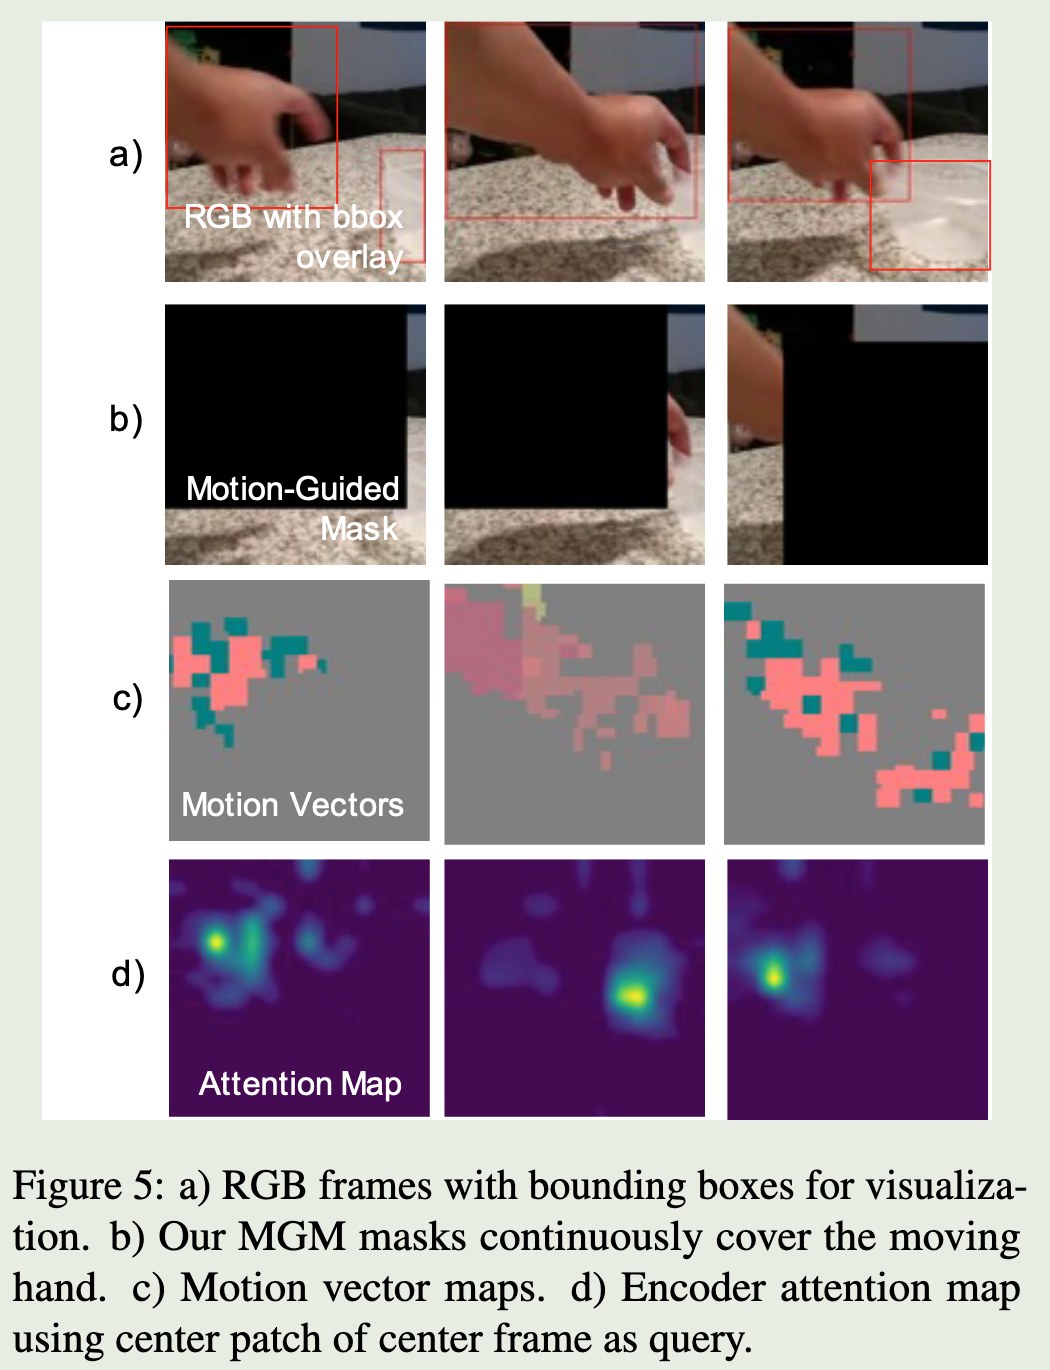 a)
RGB with bbox
overlay
b)
Motion-Guided
Mask
c)
Motion Vectors
d)
Attention Map
Figure 5: a) RGB frames with bounding boxes for visualiza-
tion. b) Our MGM masks continuously cover the moving
hand. c) Motion vector maps. d) Encoder attention map
using center patch of center frame as query.